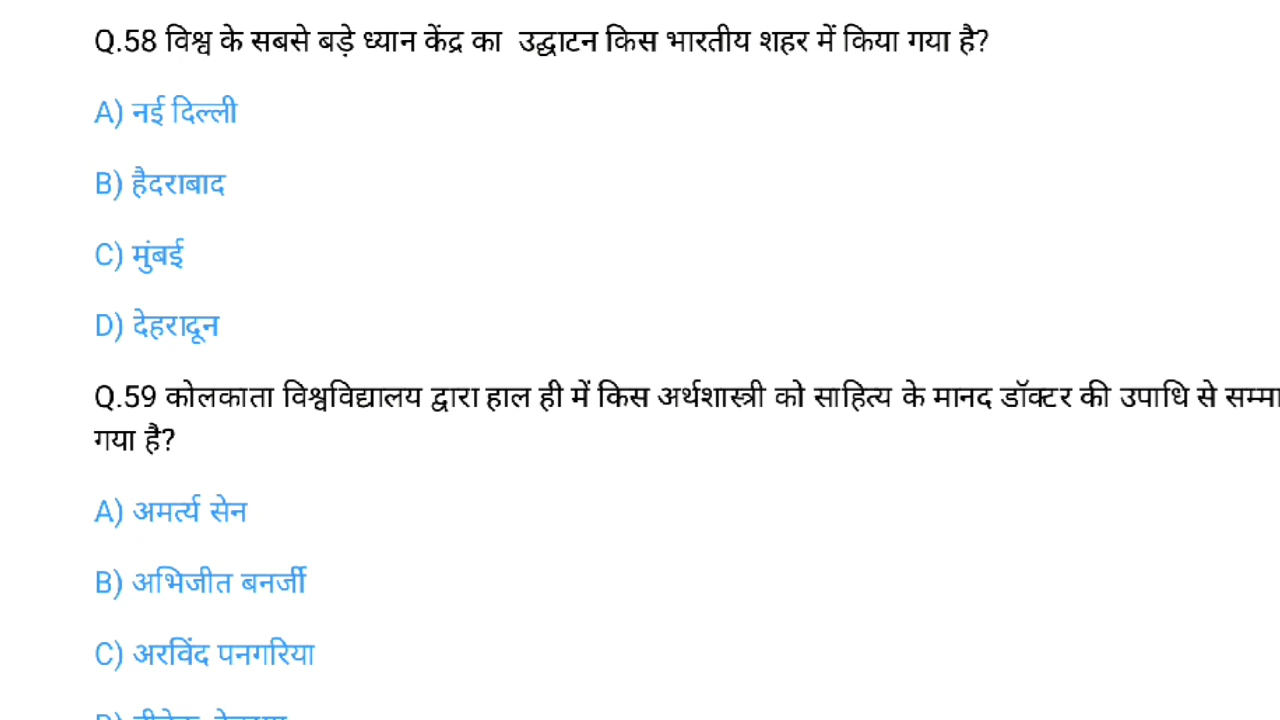 Q.58 विश्व के सबसे बड़े ध्यान केंद्र का उद्घाटन किस भारतीय शहर में किया गया है?
A) नई दिल्ली
B) हैदराबाद
C) मुंबई
D) देहरादून
Q.59 कोलकाता विश्वविद्यालय द्वारा हाल ही में किस अर्थशास्त्री को साहित्य के मानद डॉक्टर की उपाधि से
गया है?
A) अमर्त्य सेन
B) अभिजीत बनर्जी
C) अरविंद पनगरिया